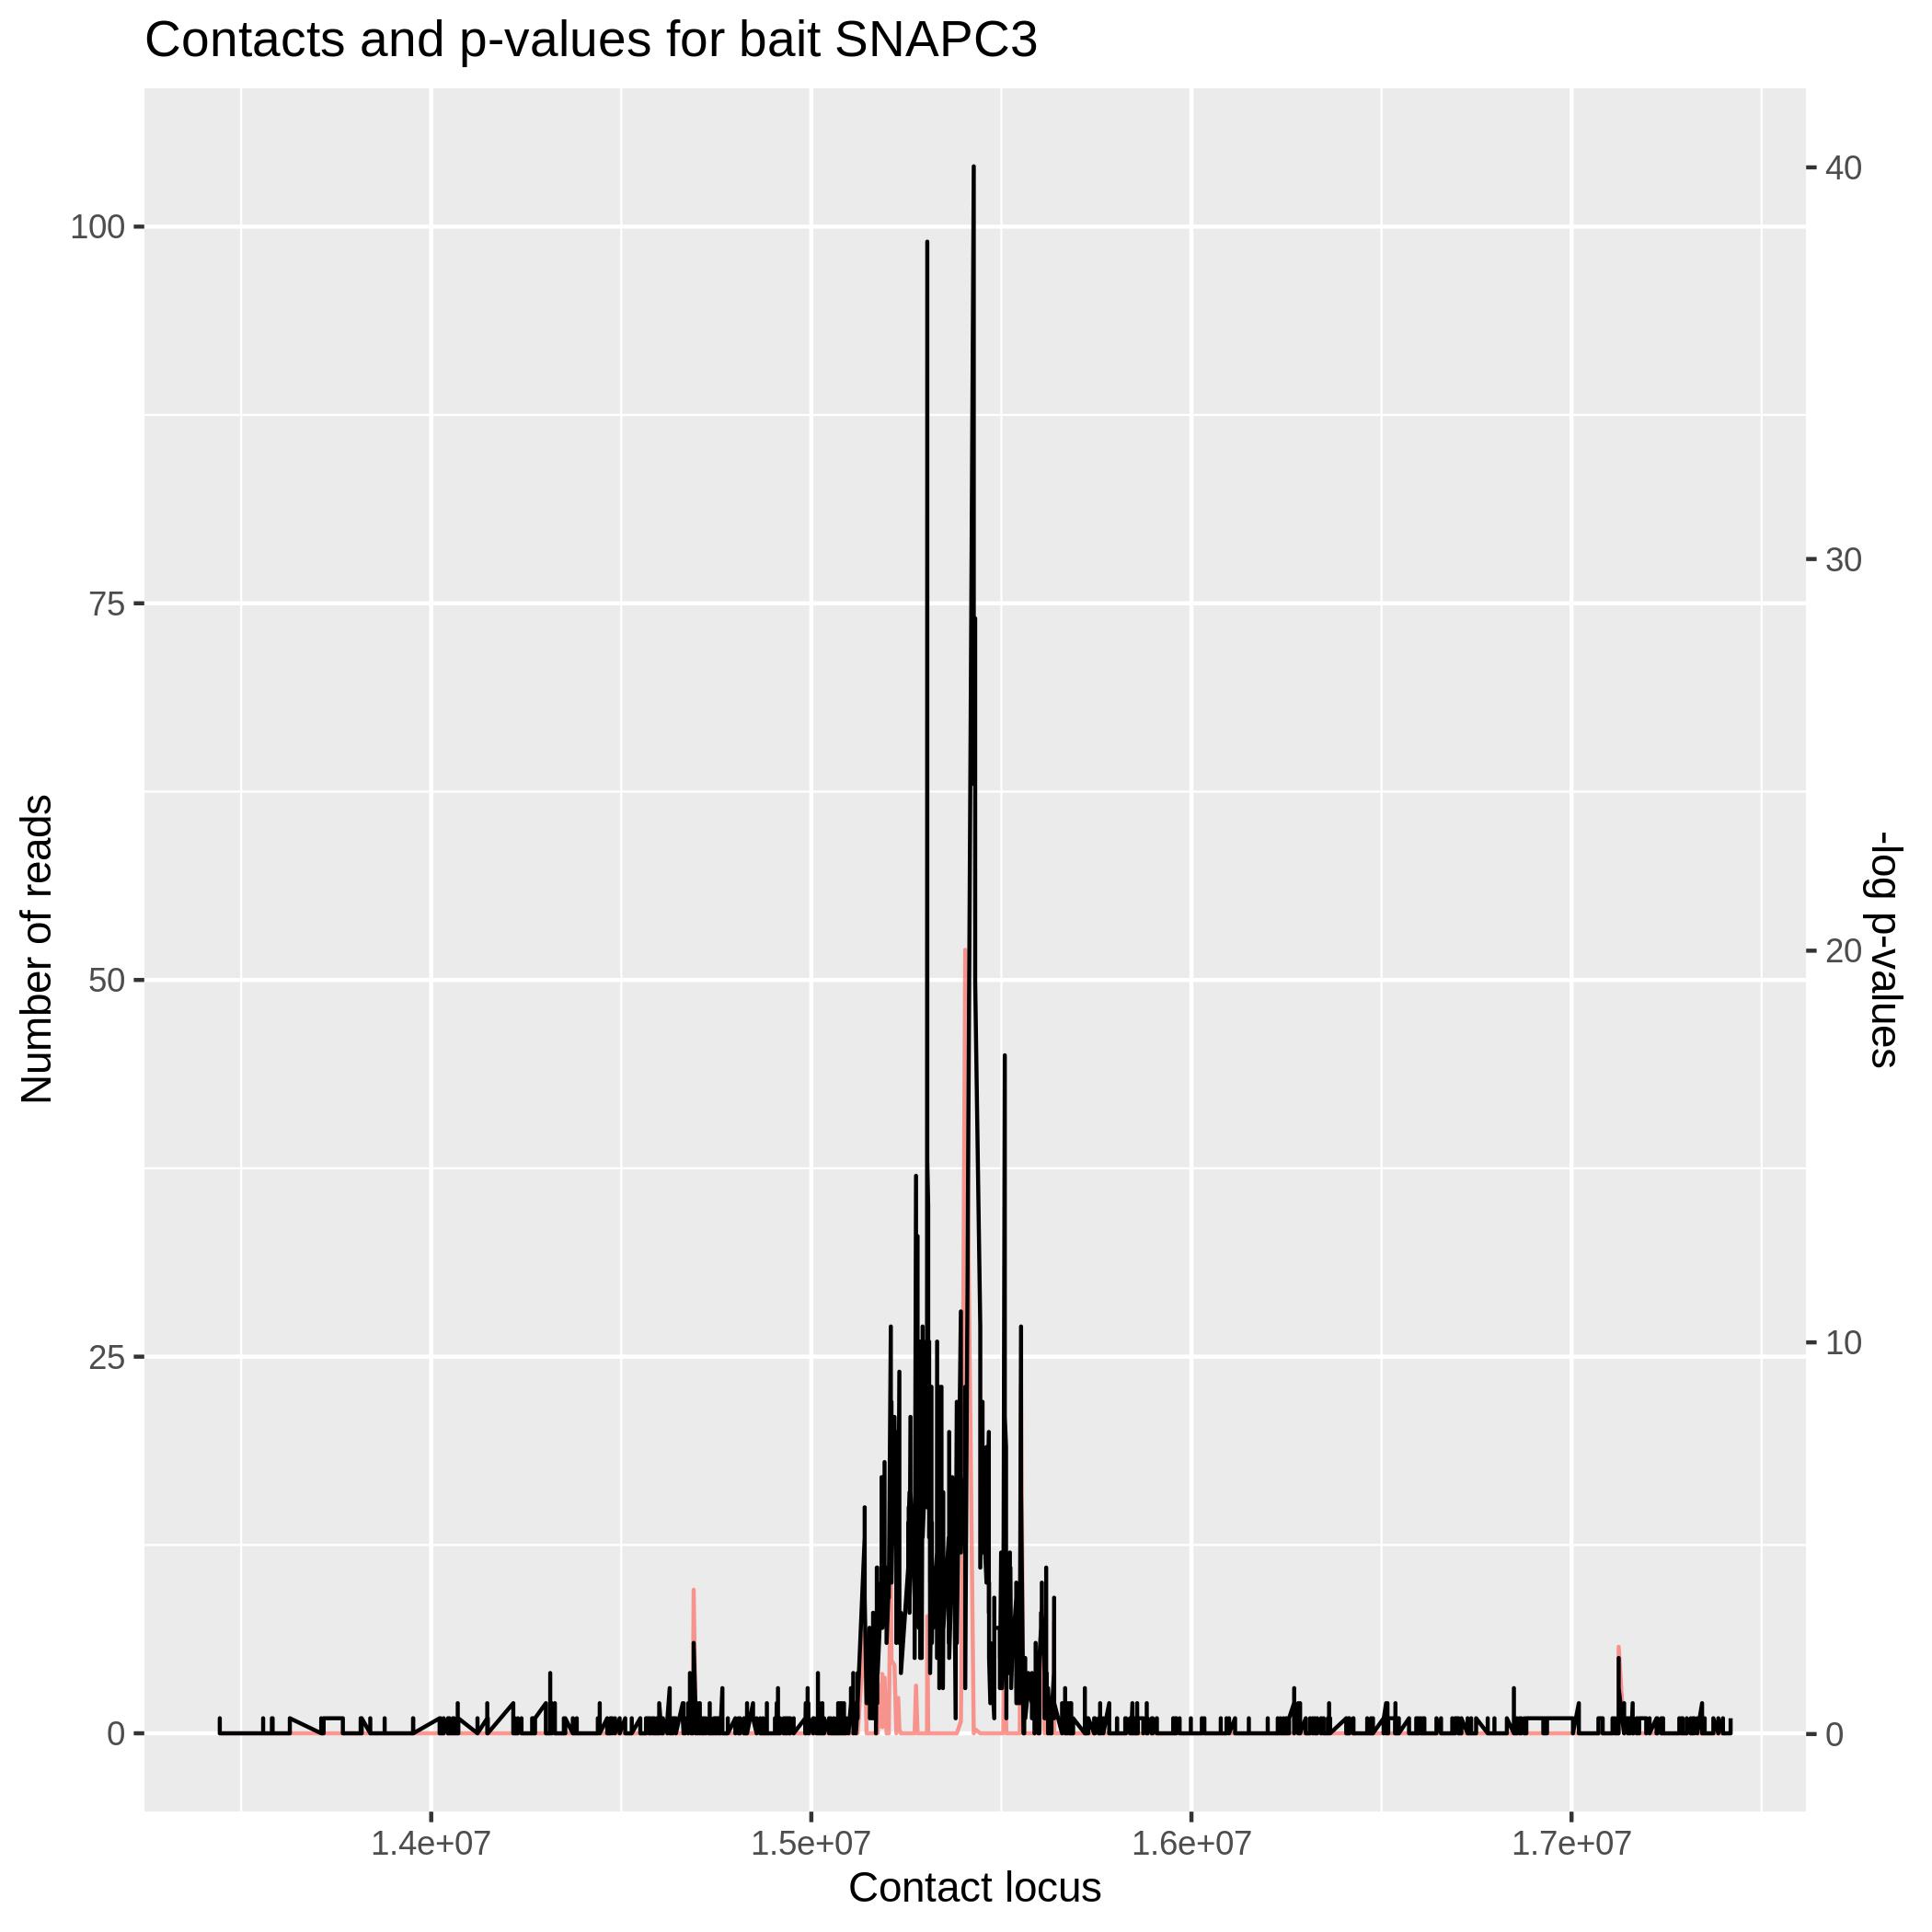 Contacts and p-values for bait SNAPC3
100
75
50
25
0
Number of reads
40
30
20
10
0
-log p-values
1.4e+07
1.5e+07
1.6e+07
1.7e+07
Contact locus